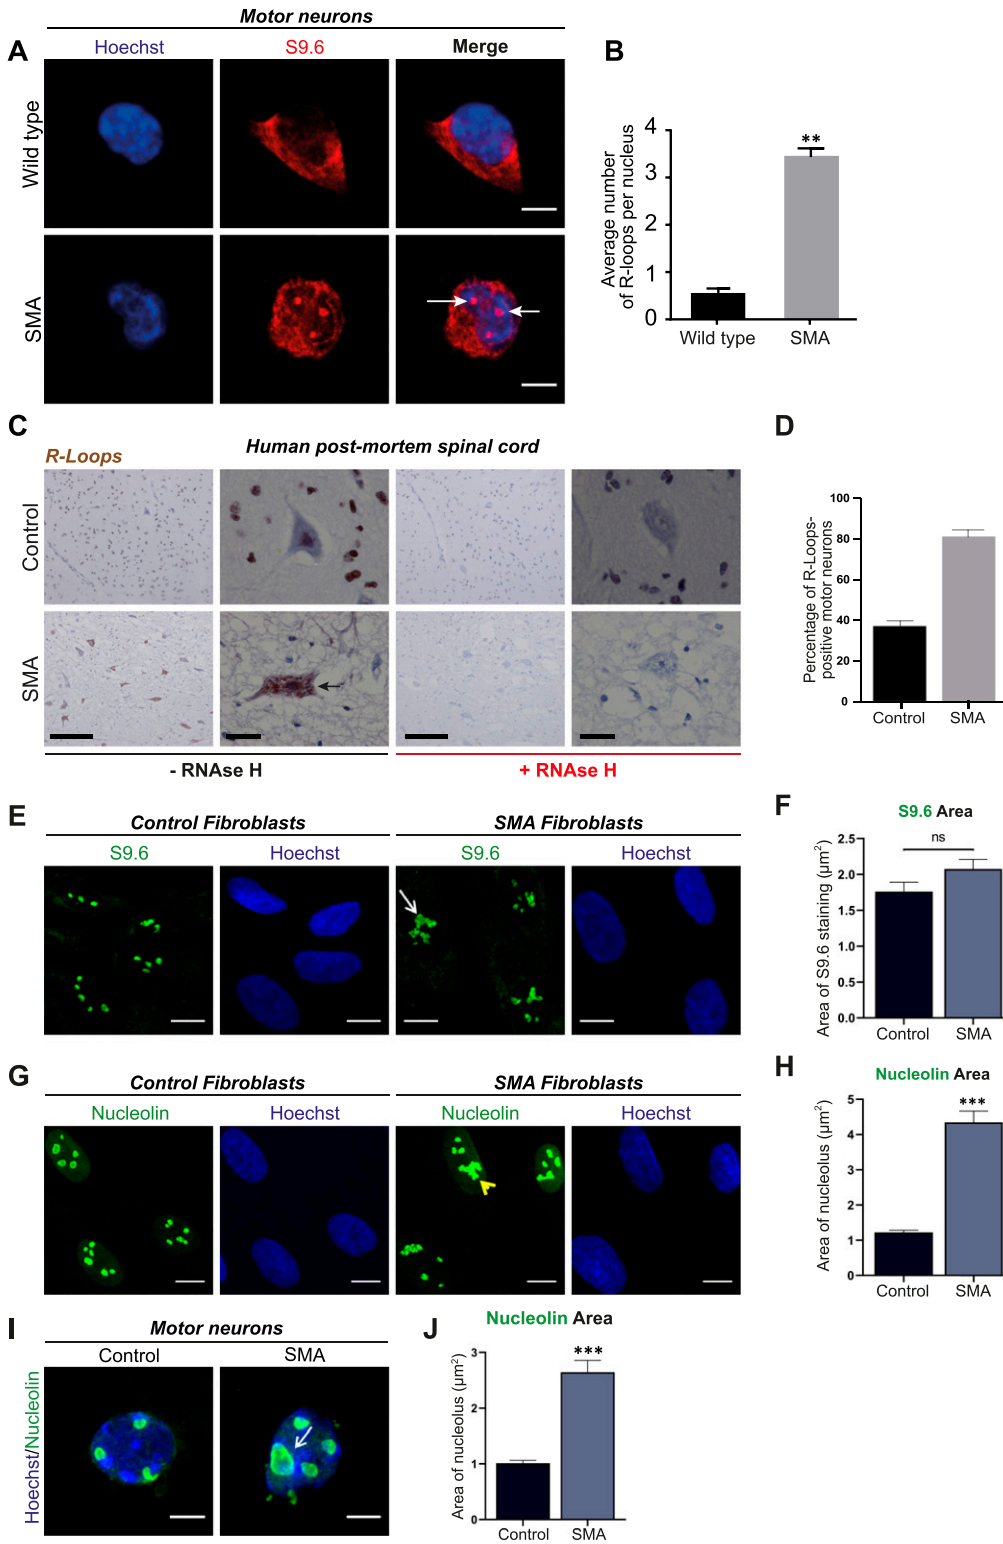 Motor neurons
A
Hoechst
S9.6
Merge
Wild type
SMA
B
Average number
of R-loops per nucleus
4
3
2
1
0
**
Wild type
SMA
C
R-Loops
Human post-mortem spinal cord
Control
SMA
- RNAse H
+ RNAse H
D
Percentage of R-Loops-
positive motor neurons
100
80
60
40
20
0
Control
SMA
E
Control Fibroblasts
SMA Fibroblasts
S9.6
Hoechst
S9.6
Hoechst
F
S9.6 Area
Area of S9.6 staining (µm²)
2.5
2.0
1.5
1.0
0.5
0.0
ns
Control
SMA
G
Control Fibroblasts
SMA Fibroblasts
Nucleolin
Hoechst
Nucleolin
Hoechst
H
Nucleolin Area
Area of nucleolus (µm²)
5
4
3
2
1
0
***
Control
SMA
I
Motor neurons
Control
SMA
Hoechst/Nucleolin
J
Nucleolin Area
Area of nucleolus (µm²)
3
2
1
0
***
Control
SMA